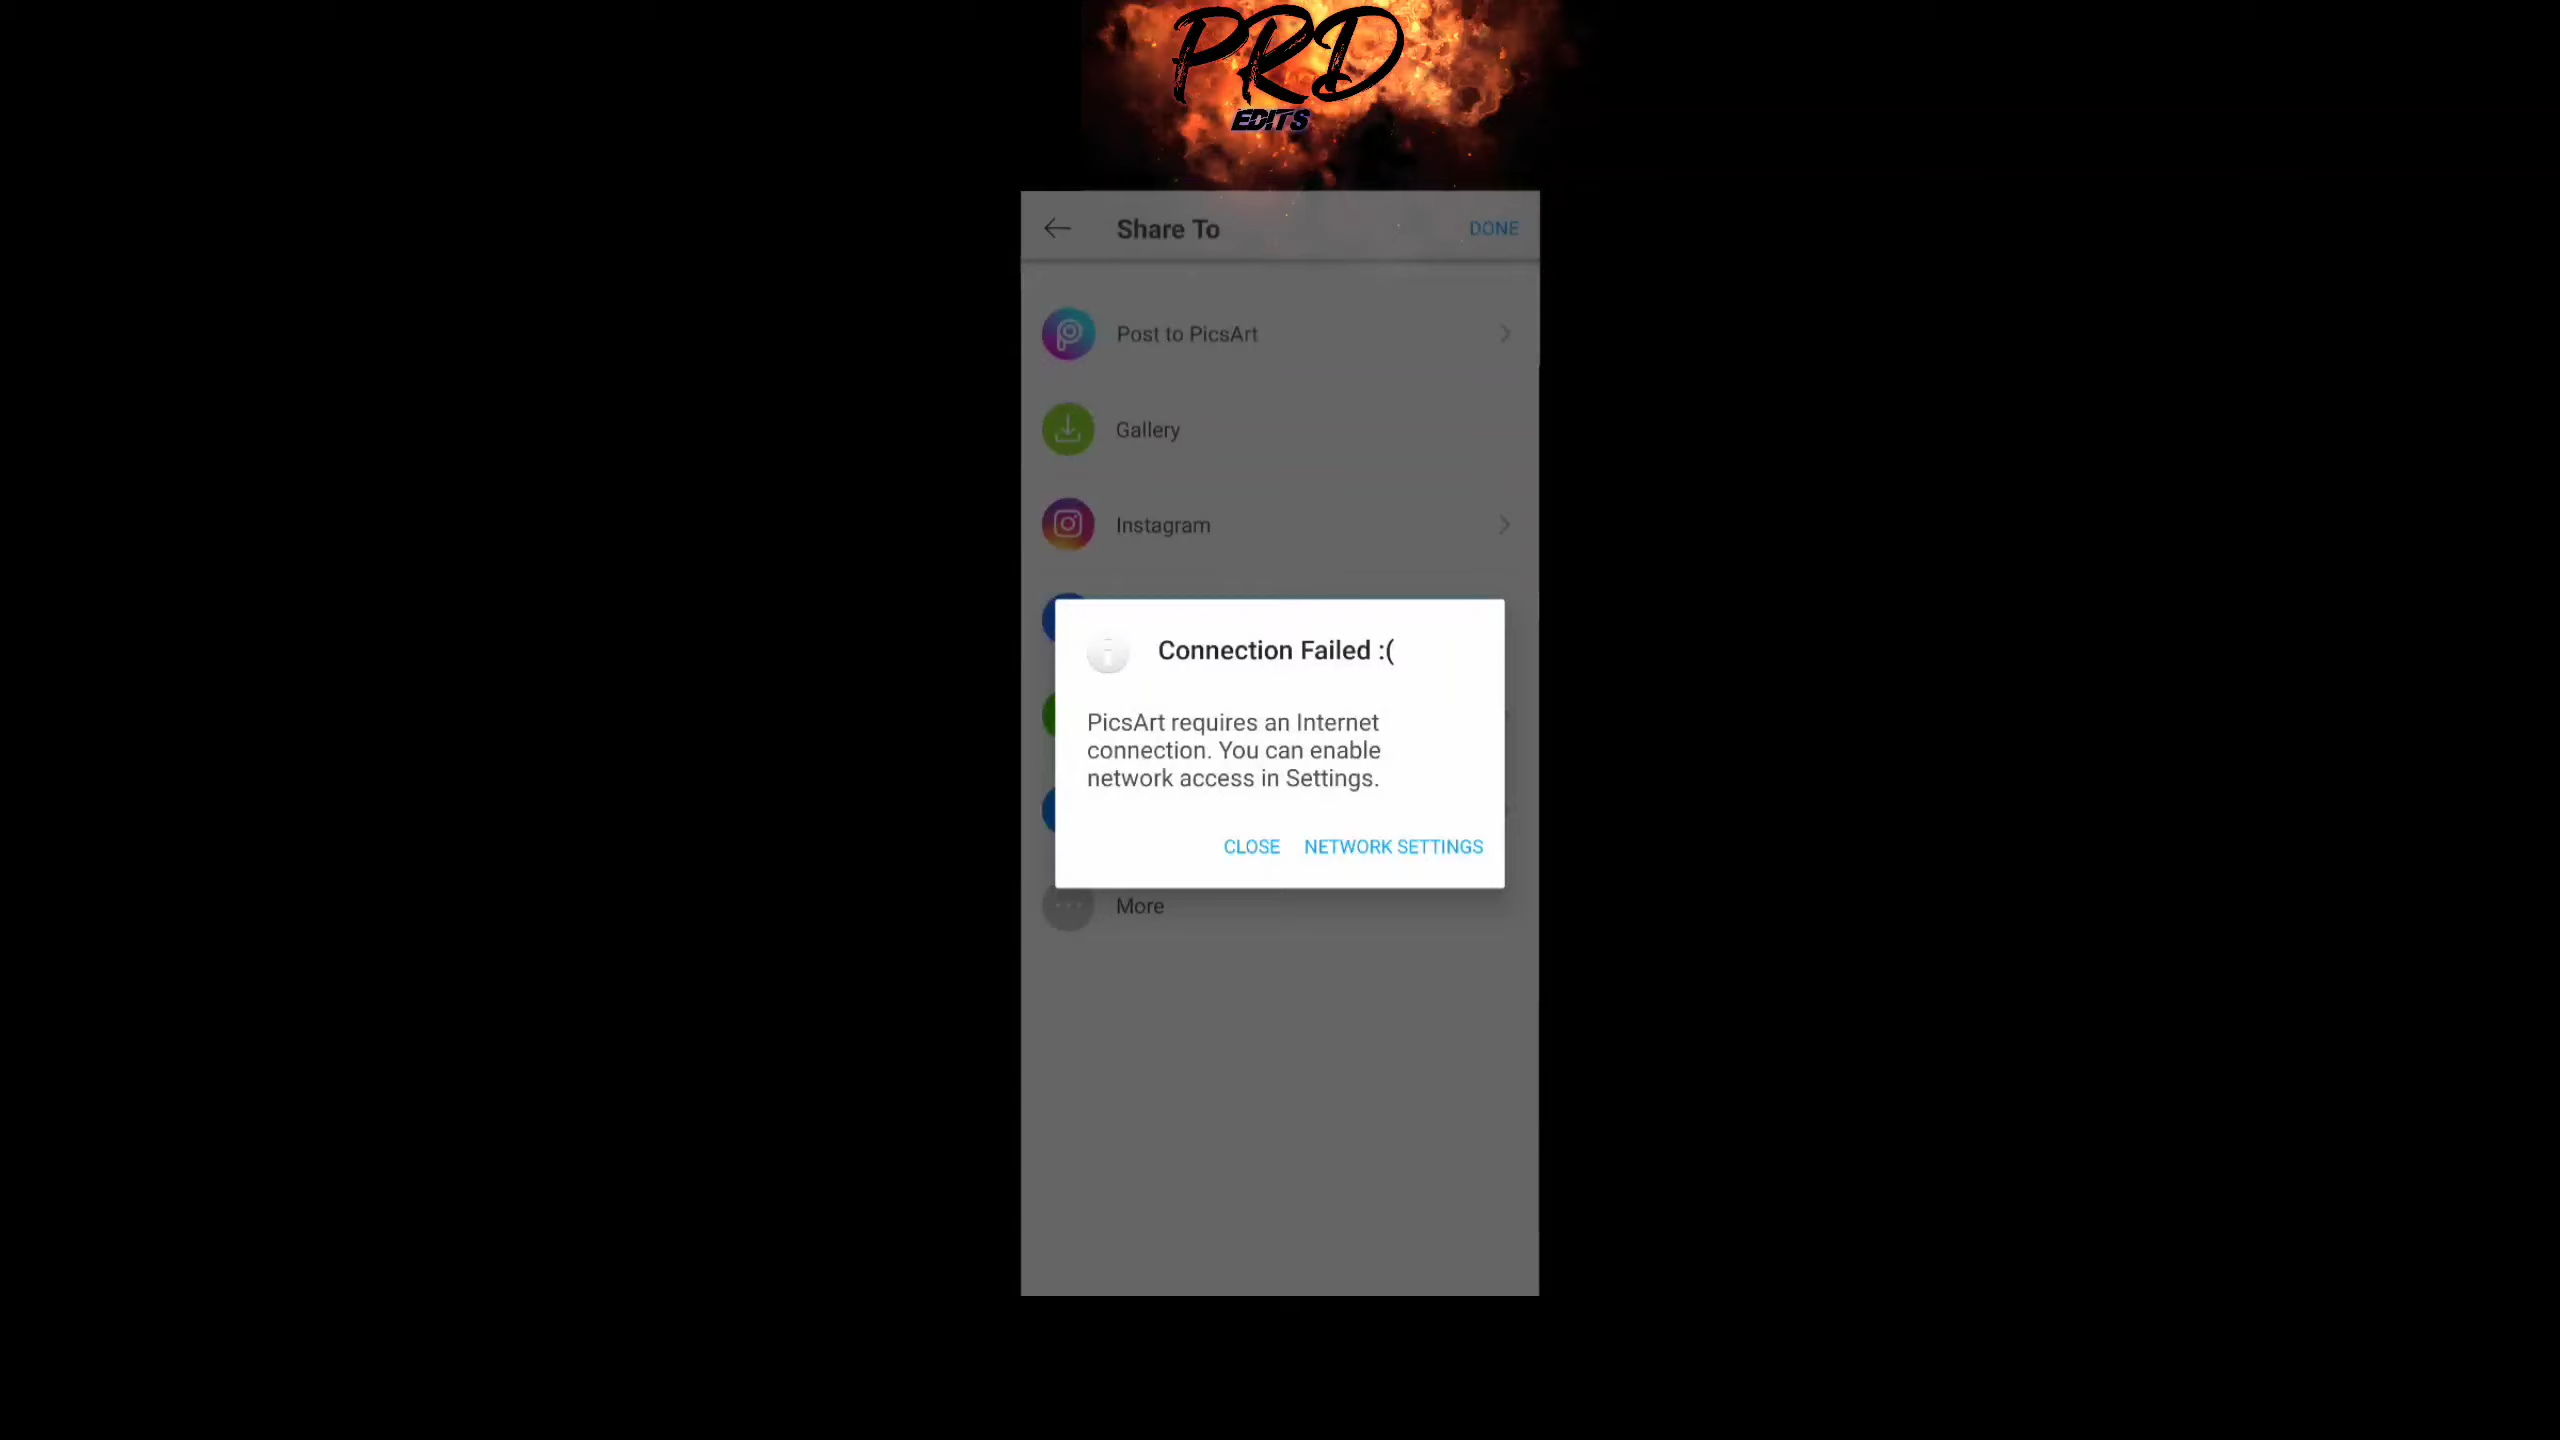 PRD
EDITS
Share To
DONE
Post to PicsArt
Gallery
Instagram
Connection Failed :(
PicsArt requires an Internet
connection. You can enable
network access in Settings.
CLOSE
NETWORK SETTINGS
More